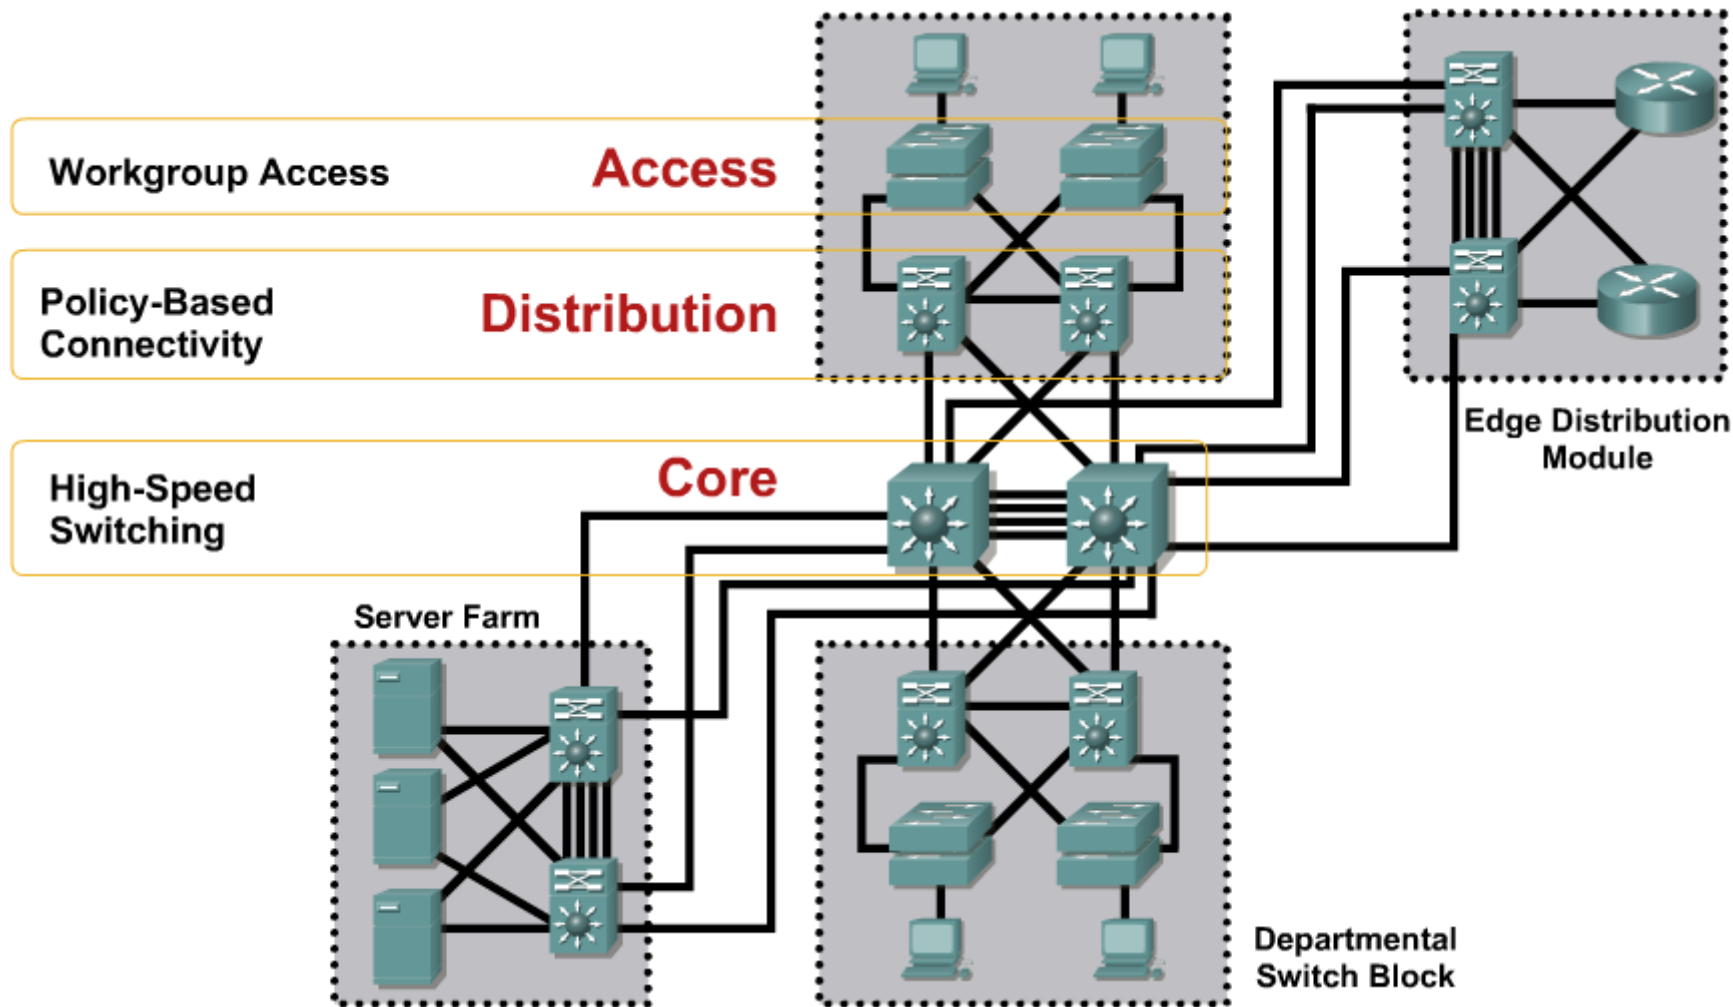 Workgroup Access
Access
Policy-Based
Connectivity
Distribution
Edge Distribution
Module
High-Speed
Switching
Core
Server Farm
Departmental
Switch Block